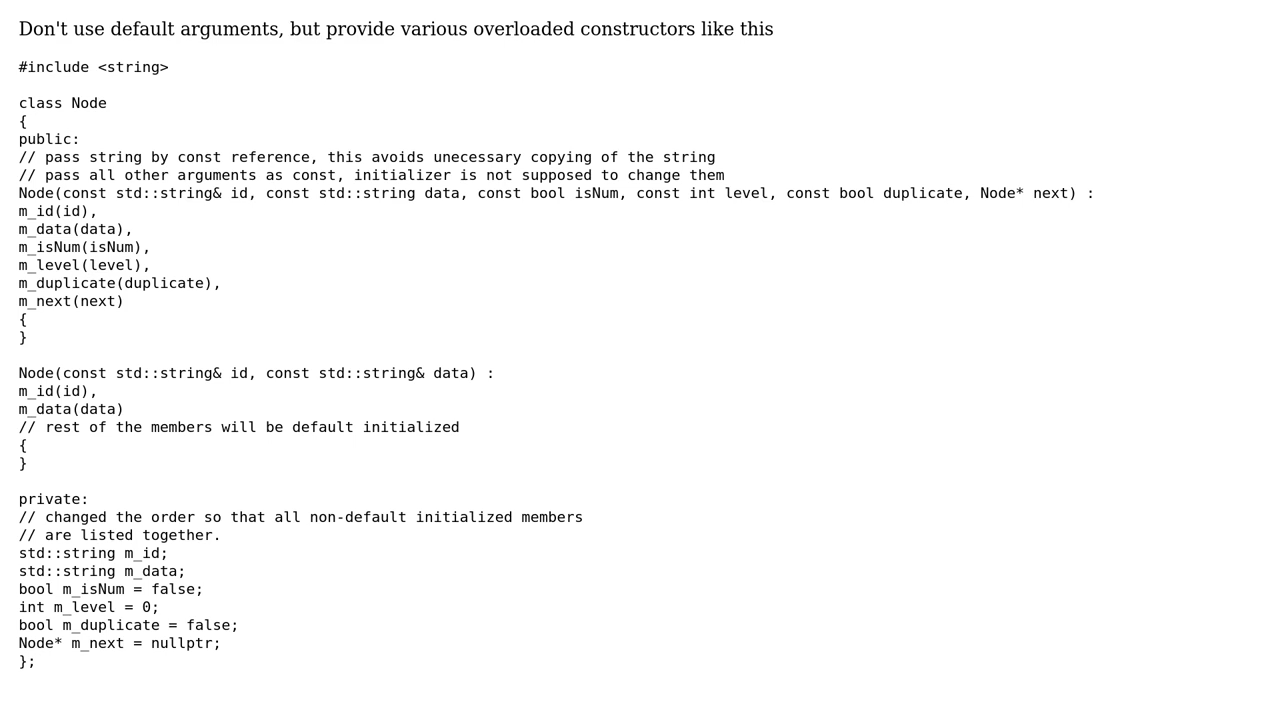 Don't use default arguments, but provide various overloaded constructors like this
#include <string>
class Node
{
public:
// pass string by const reference, this avoids unecessary copying of the string
// pass all other arguments as const, initializer is not supposed to change them
Node(const std::string& id, const std::string data, const bool isNum, const int level, const bool duplicate, Node* next) :
m_id(id),
m_data(data),
m_isNum(isNum),
m_level(level),
m_duplicate(duplicate),
m_next(next)
{
}
Node(const std::string& id, const std::string& data) :
m_id(id),
m_data(data)
// rest of the members will be default initialized
{
}
private:
// changed the order so that all non-default initialized members
// are listed together.
std::string m_id;
std::string m_data;
bool m_isNum = false;
int m_level = 0;
bool m_duplicate = false;
Node* m_next = nullptr;
};